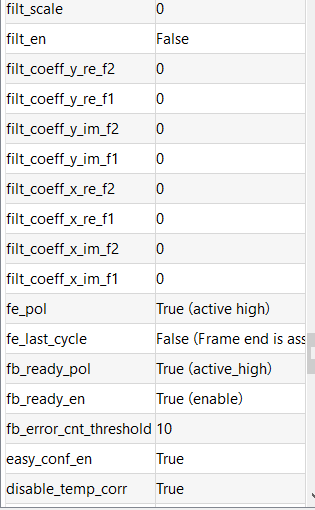 filt_scale 0
filt_en False
filt_coeff_y_re_f2 0
filt_coeff_y_re_f1 0
filt_coeff_y_im_f2 0
filt_coeff_y_im_f1 0
filt_coeff_x_re_f2 0
filt_coeff_x_re_f1 0
filt_coeff_x_im_f2 0
filt_coeff_x_im_f1 0
fe_pol True (active high)
fe_last_cycle False (Frame end is ass
fb_ready_pol True (active_high)
fb_ready_en True (enable)
fb_error_cnt_threshold 10
easy_conf_en True
disable_temp_corr True